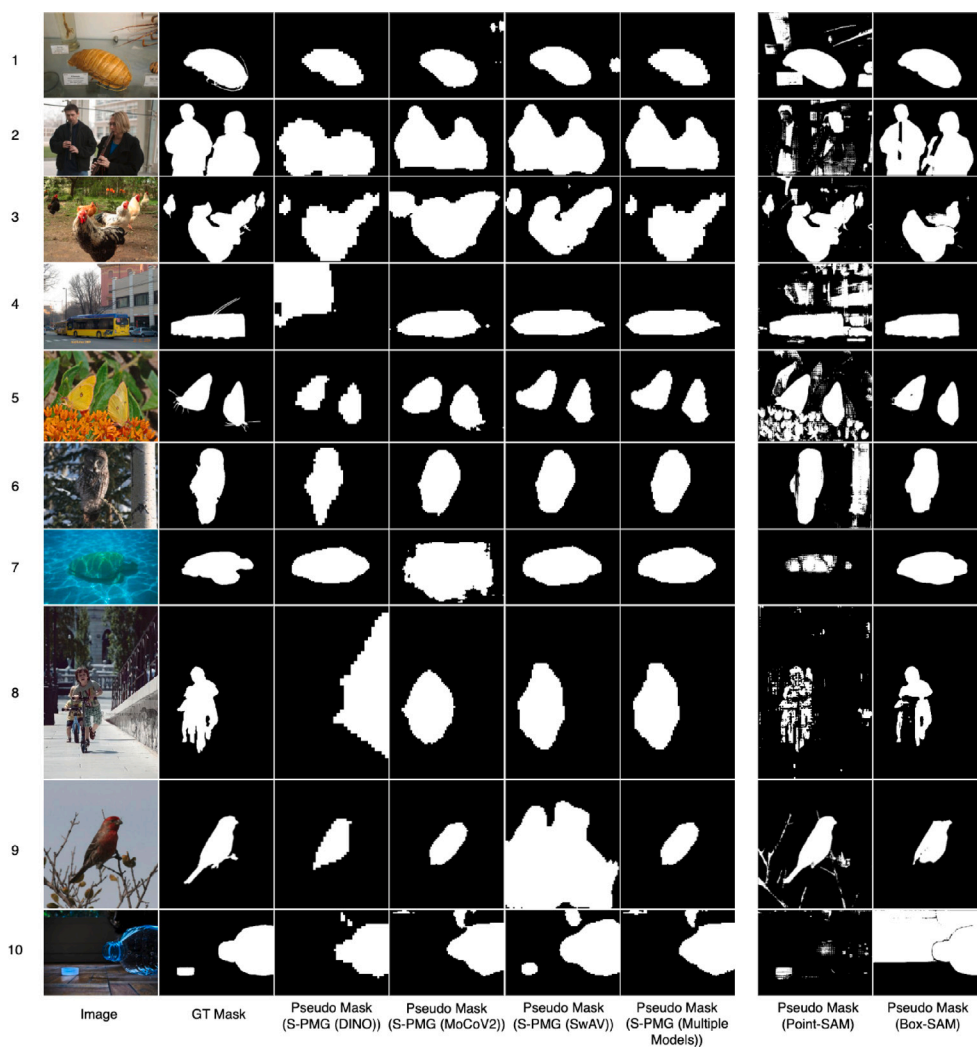 1
2
3
4
5
6
7
8
9
10
Image
GT Mask
Pseudo Mask
(S-PMG (DINO))
Pseudo Mask
(S-PMG (MoCoV2))
Pseudo Mask
(S-PMG (SwAV))
Pseudo Mask
(S-PMG (Multiple
Models))
Pseudo Mask
(Point-SAM)
Pseudo Mask
(Box-SAM)